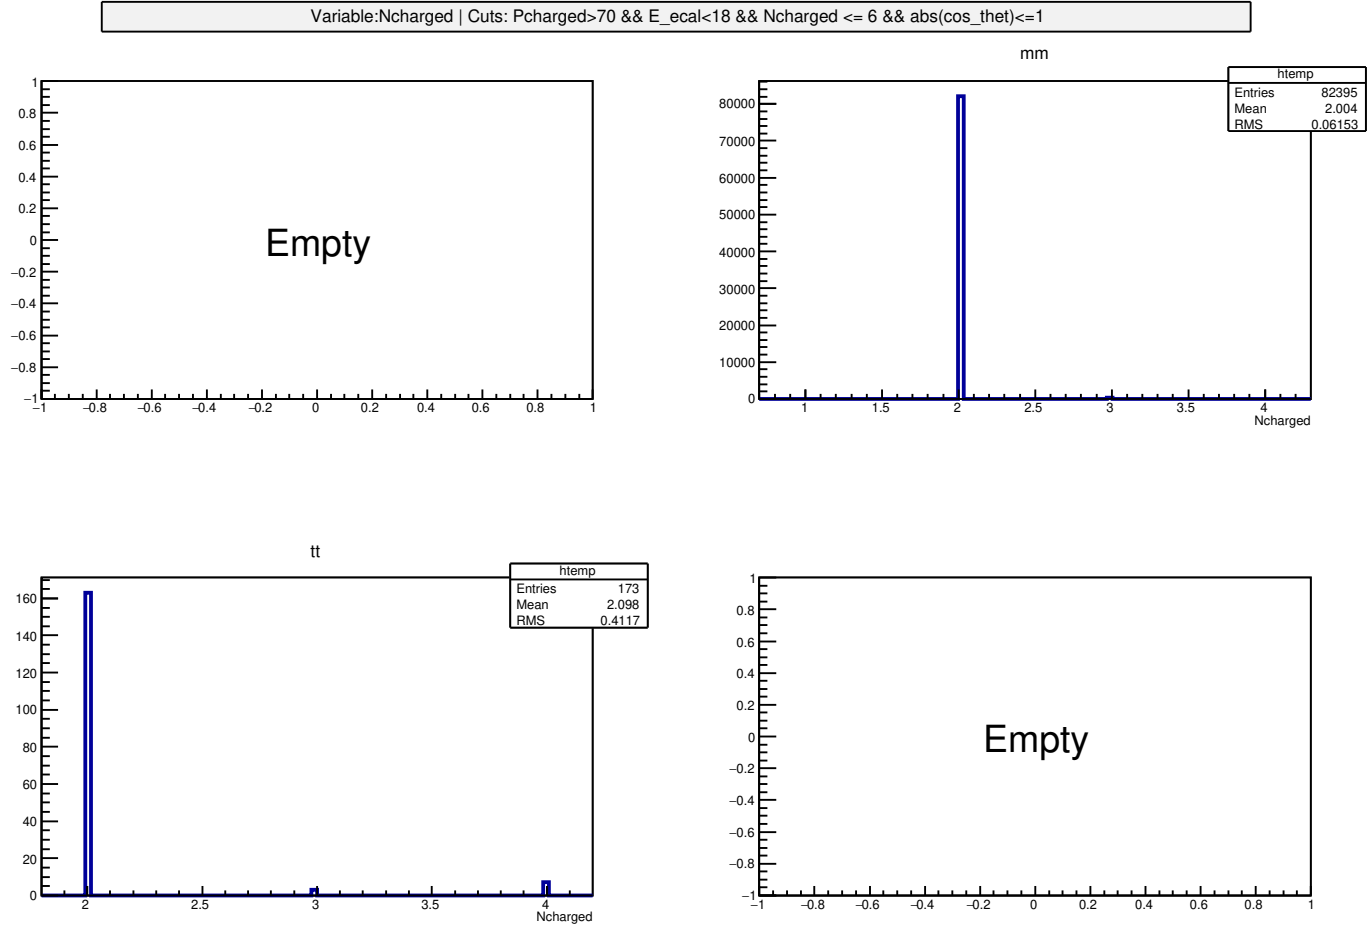 Variable:Ncharged | Cuts: Pcharged>70 && E_ecal<18 && Ncharged <= 6 && abs(cos_thet)<=1
1
0.8
0.6
0.4
0.2
0
−0.2
−0.4
−0.6
−0.8
−1
Empty
−1 −0.8 −0.6 −0.4 −0.2 0 0.2 0.4 0.6 0.8 1
mm
htemp
Entries 82395
Mean 2.004
RMS 0.06153
80000
70000
60000
50000
40000
30000
20000
10000
0
1 1.5 2 2.5 3 3.5 4
Ncharged
tt
htemp
Entries 173
Mean 2.098
RMS 0.4117
160
140
120
100
80
60
40
20
0
2 2.5 3 3.5 4
Ncharged
1
0.8
0.6
0.4
0.2
0
−0.2
−0.4
−0.6
−0.8
−1
Empty
−1 −0.8 −0.6 −0.4 −0.2 0 0.2 0.4 0.6 0.8 1